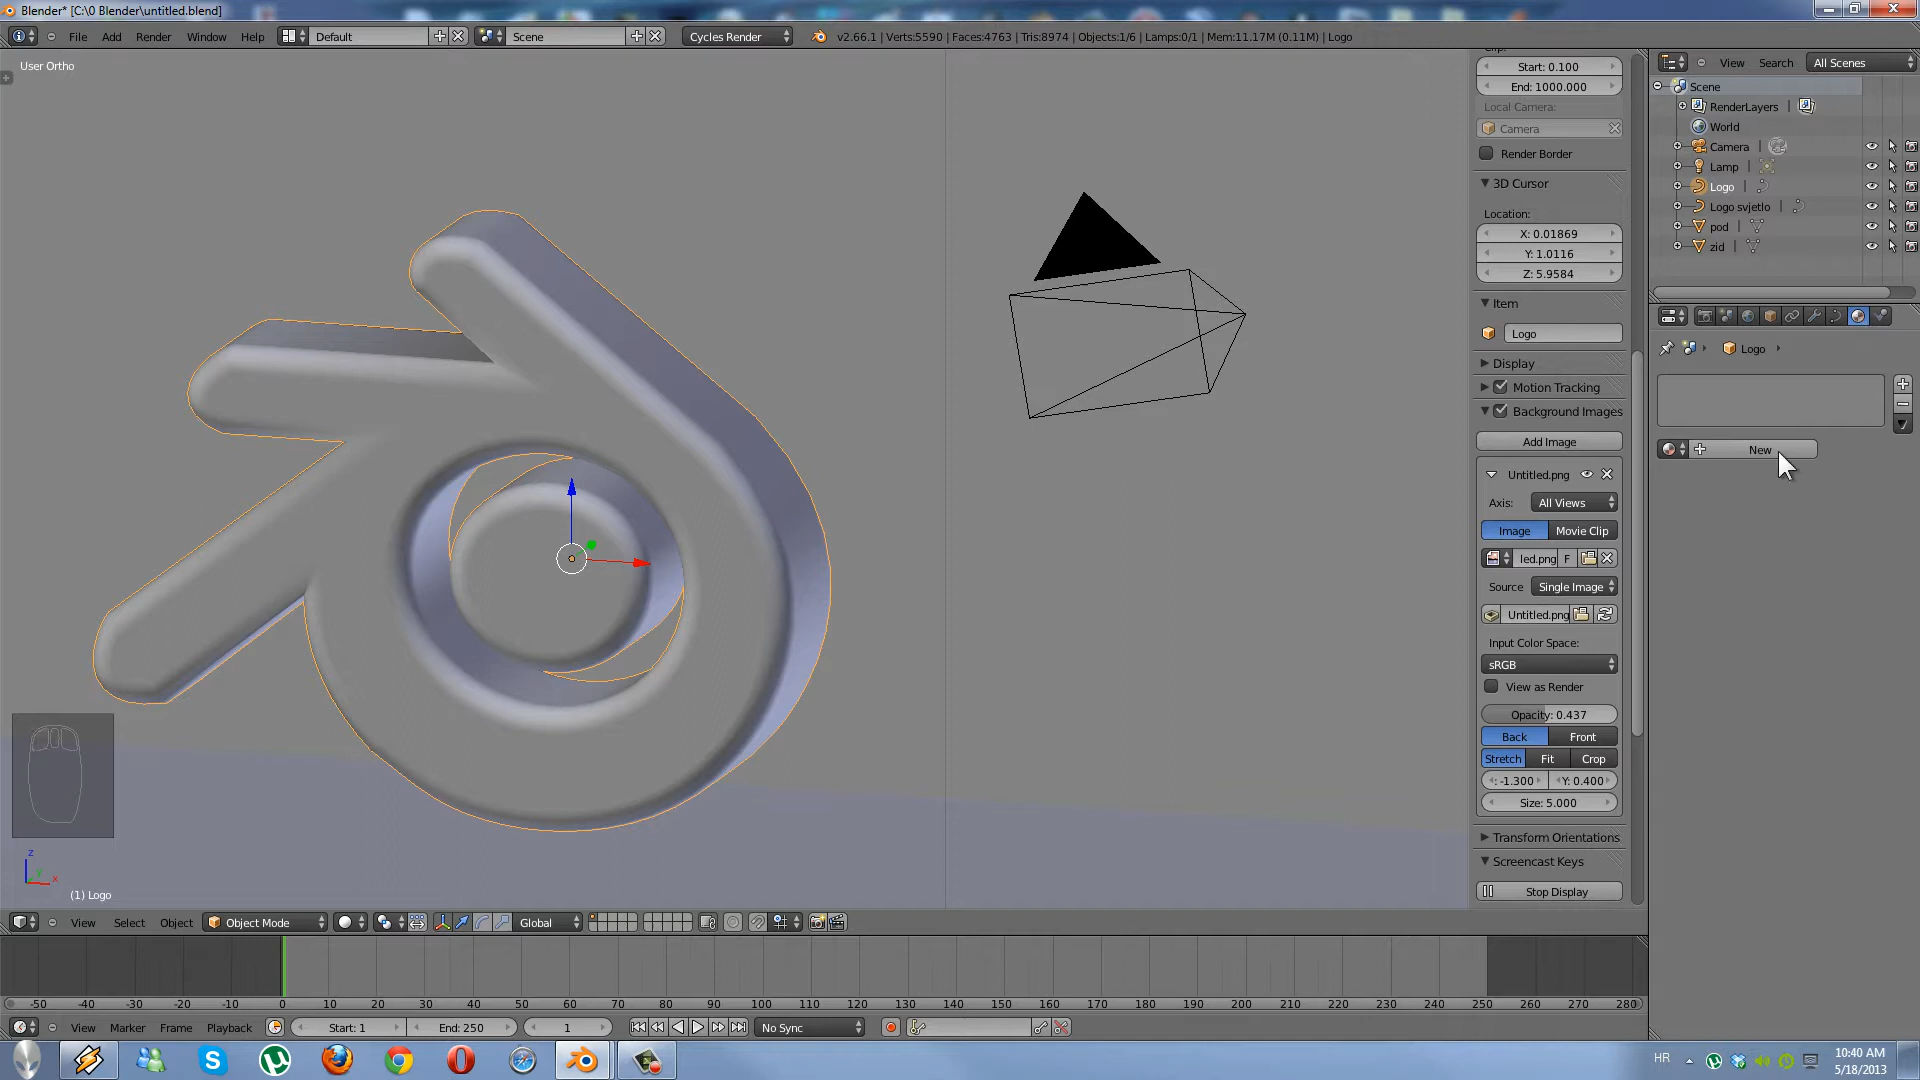 Blender* [C:\0 Blender\untitled.blend]
File Add Render Window Help Default Scene Cycles Render v2.66.1 | Verts:5590 | Faces:4763 | Tris:8974 | Objects:1/6 | Lamps:0/1 | Mem:11.17M (0.11M) | Logo
User Ortho
Clip:
Start: 0.100
End: 1000.000
Local Camera:
Camera
Render Border
3D Cursor
Location:
X: 0.01869
Y: 1.0116
Z: 5.9584
Item
Logo
Display
Motion Tracking
Background Images
Add Image
Untitled.png
Axis: All Views
Image Movie Clip
led.png F
Source Single Image
Untitled.png
Input Color Space:
sRGB
View as Render
Opacity: 0.437
Back Front
Stretch Fit Crop
: -1.300 Y: 0.400
Size: 5.000
Transform Orientations
Screencast Keys
Stop Display
View Search All Scenes
Scene
RenderLayers |
World
Camera |
Lamp |
Logo |
Logo svjetlo |
pod |
zid |
Logo
New
z
y
x
(1) Logo
View Select Object Object Mode Global
-50 -40 -30 -20 -10 0 10 20 30 40 50 60 70 80 90 100 110 120 130 140 150 160 170 180 190 200 210 220 230 240 250 260 270 280
View Marker Frame Playback Start: 1 End: 250 1 No Sync
HR
10:40 AM
5/18/2013